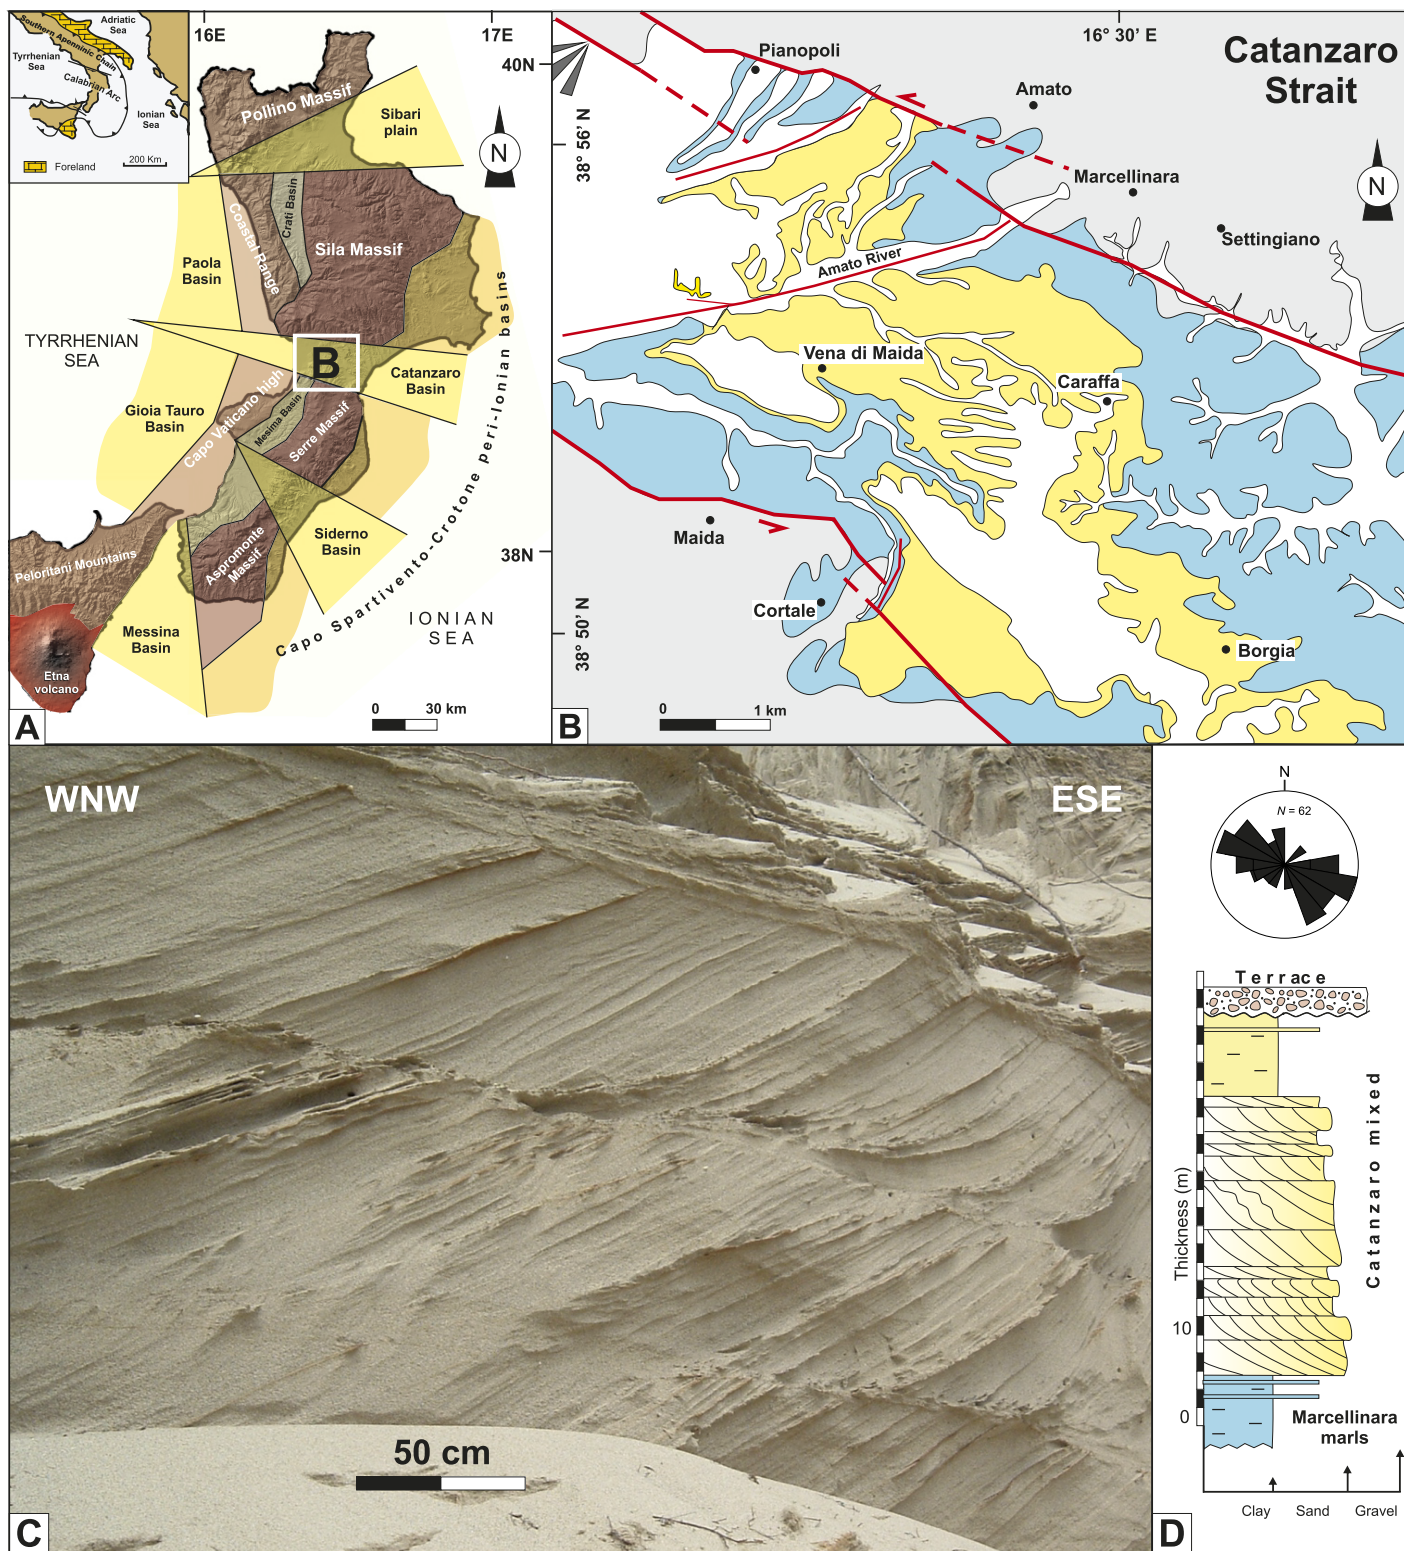 Adriatic
Sea
Southern Apenninic Chain
Tyrrhenian
Sea
Calabrian Arc
Ionian
Sea
Foreland
200 Km
16E
17E
40N
38N
N
Pollino Massif
Sibari
plain
Crati Basin
Coastal Range
Sila Massif
Paola
Basin
TYRRHENIAN
SEA
B
Catanzaro
Basin
Gioia Tauro
Basin
Capo Vaticano high
Mesima Basin
Serre Massif
Siderno
Basin
Aspromonte
Massif
Peloritani Mountains
Messina
Basin
Etna
volcano
IONIAN
SEA
Capo Spartivento-Crotone peri-Ionian basins
0 30 km
A
16° 30’ E
Catanzaro
Strait
38° 56’ N
38° 50’ N
N
Pianopoli
Amato
Marcellinara
Settingiano
Amato River
Vena di Maida
Caraffa
Maida
Cortale
Borgia
0 1 km
B
WNW
ESE
50 cm
C
N
N = 62
Terrace
Catanzaro mixed
Thickness (m)
10
0
Marcellinara
marls
Clay Sand Gravel
D